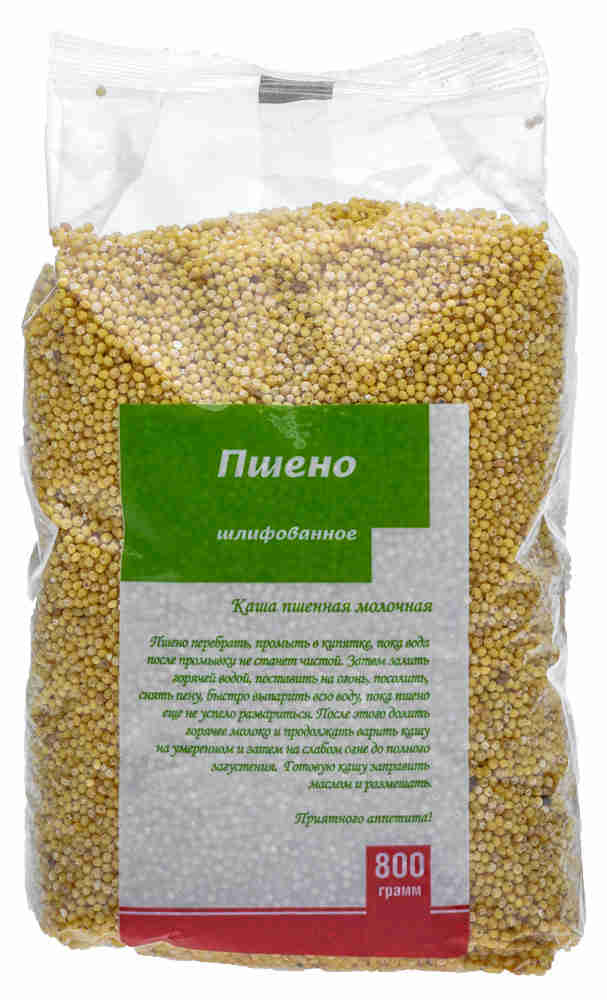 Пшено
шлифованное
Каша пшенная молочная
Пшено перебрать, промыть в кипятке, пока вода
после промывки не станет чистой. Затем залить
горячей водой, поставить на огонь, посолить,
снять пену, быстро выпарить всю воду, пока пшено
еще не успело развариться. После этого долить
горячее молоко и продолжать варить кашу
на умеренном и затем на слабом огне до полного
загустения. Готовую кашу заправить
маслом и размешать.
Приятного аппетита!
800
грамм